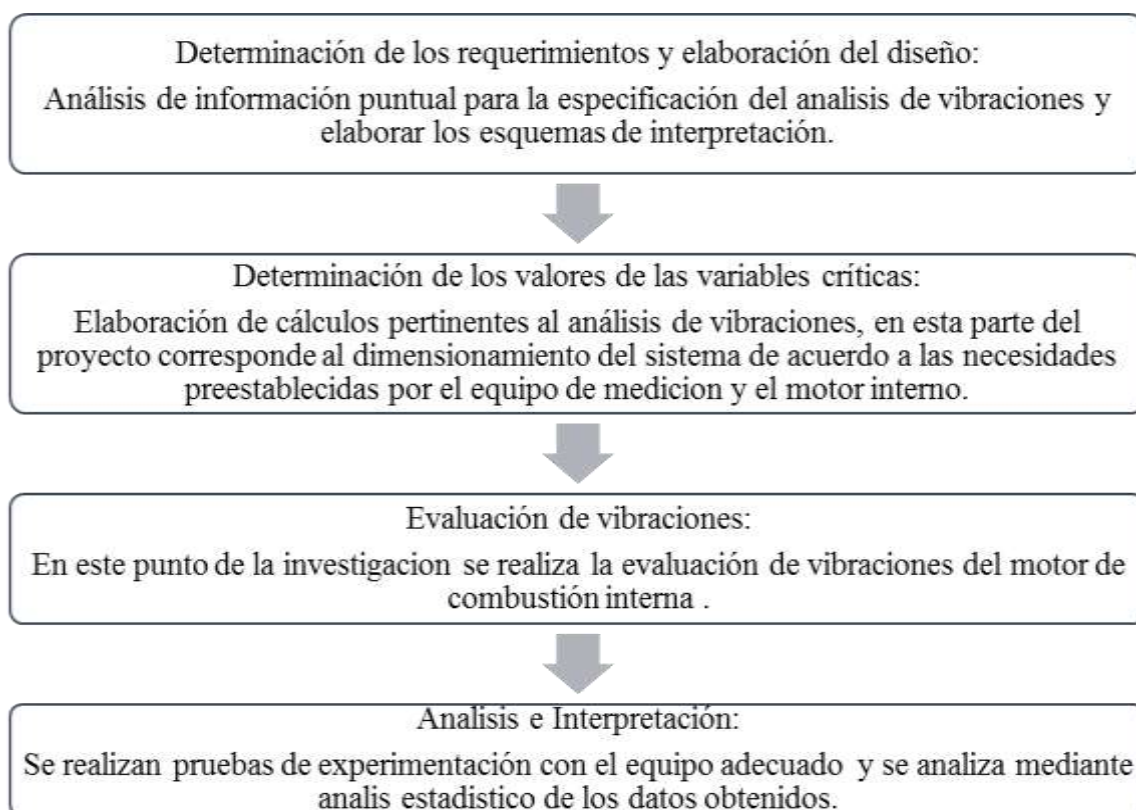 Determinación de los requerimientos y elaboración del diseño:
Análisis de información puntual para la especificación del analisis de vibraciones y
elaborar los esquemas de interpretación.
Determinación de los valores de las variables críticas:
Elaboración de cálculos pertinentes al análisis de vibraciones, en esta parte del
proyecto corresponde al dimensionamiento del sistema de acuerdo a las necesidades
preestablecidas por el equipo de medicion y el motor interno.
Evaluación de vibraciones:
En este punto de la investigacion se realiza la evaluación de vibraciones del motor de
combustión interna .
Analisis e Interpretación:
Se realizan pruebas de experimentación con el equipo adecuado y se analiza mediante
analis estadistico de los datos obtenidos.